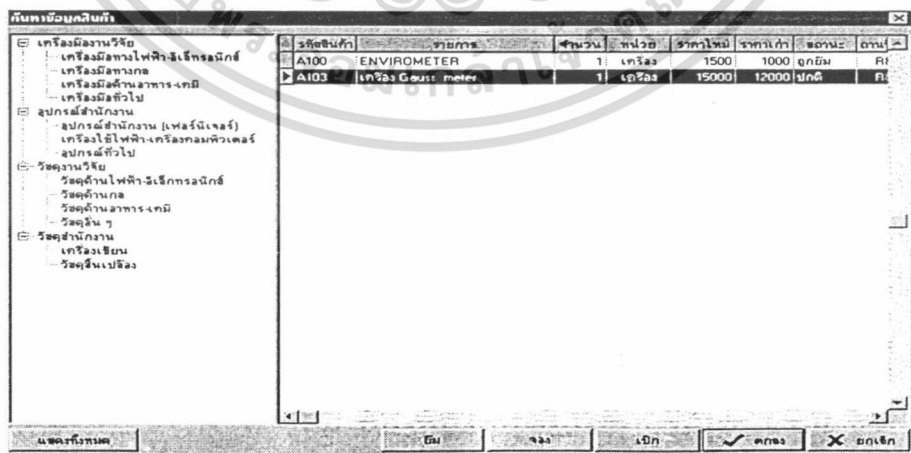 ค้นหาข้อมูลสินค้า
เครื่องมืองานวิจัย
เครื่องมือทางไฟฟ้า-อิเล็กทรอนิกส์
เครื่องมือทางกล
เครื่องมือด้านอาหาร-เคมี
เครื่องมือทั่วไป
อุปกรณ์สำนักงาน
อุปกรณ์สำนักงาน (เฟอร์นิเจอร์)
เครื่องใช้ไฟฟ้า-เครื่องคอมพิวเตอร์
อุปกรณ์ทั่วไป
วัสดุงานวิจัย
วัสดุด้านไฟฟ้า-อิเล็กทรอนิกส์
วัสดุด้านกล
วัสดุด้านอาหาร-เคมี
วัสดุอื่น ๆ
วัสดุสำนักงาน
เครื่องเขียน
วัสดุสิ้นเปลือง
รหัสสินค้า รายการ จำนวน หน่วย ราคาใหม่ ราคาเก่า สถานะ
A100 ENVIROMETER 1 เครื่อง 1500 1000 ถูกยืม
A103 เครื่อง Gauss meter 1 เครื่อง 15000 12000 ปกติ
แสดงทั้งหมด ยืม จอง เบิก ตกลง ยกเลิก